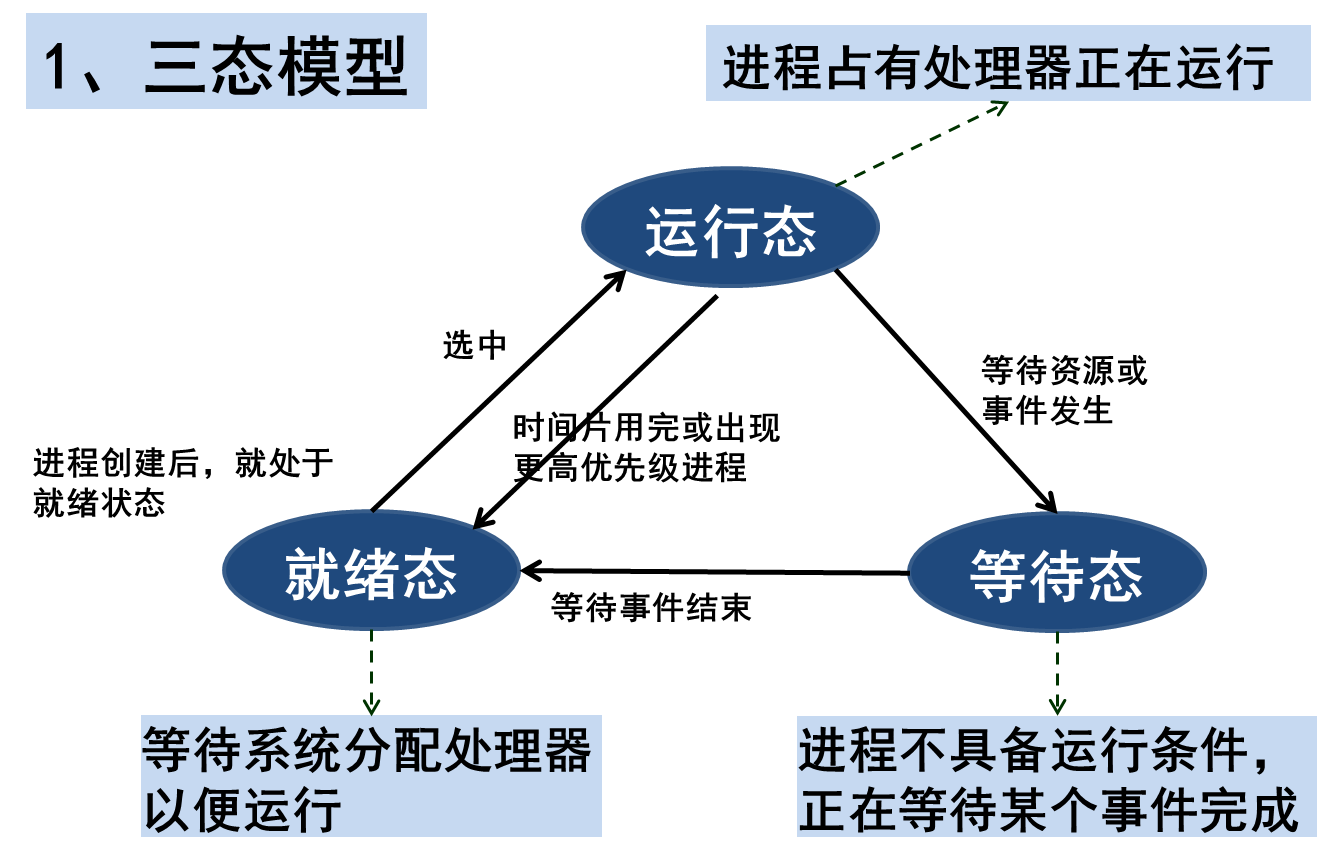 1、三态模型
进程占有处理器正在运行
运行态
选中
等待资源或
事件发生
时间片用完或出现
更高优先级进程
进程创建后，就处于
就绪状态
就绪态
等待态
等待事件结束
等待系统分配处理器
以便运行
进程不具备运行条件，
正在等待某个事件完成